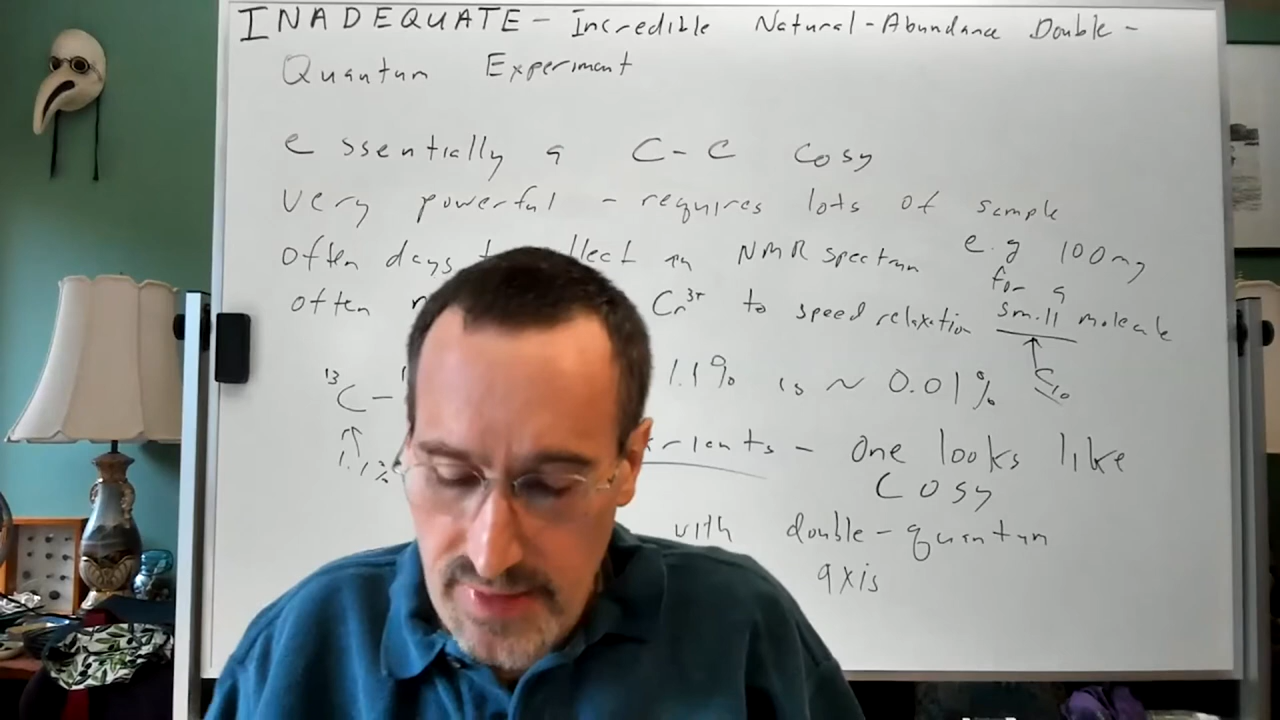 INADEQUATE - Incredible Natural-Abundance Double-
Quantum Experiment
essentially a C-C COSY
very powerful - requires lots of sample
often days t llect an NMR spectrum e.g 100mg
for a
often Cr³⁺ to speed relaxation small molecule
¹³C- 1.1% is ~ 0.01%
1.1%
- one looks like
COSY
with double-quantum
axis